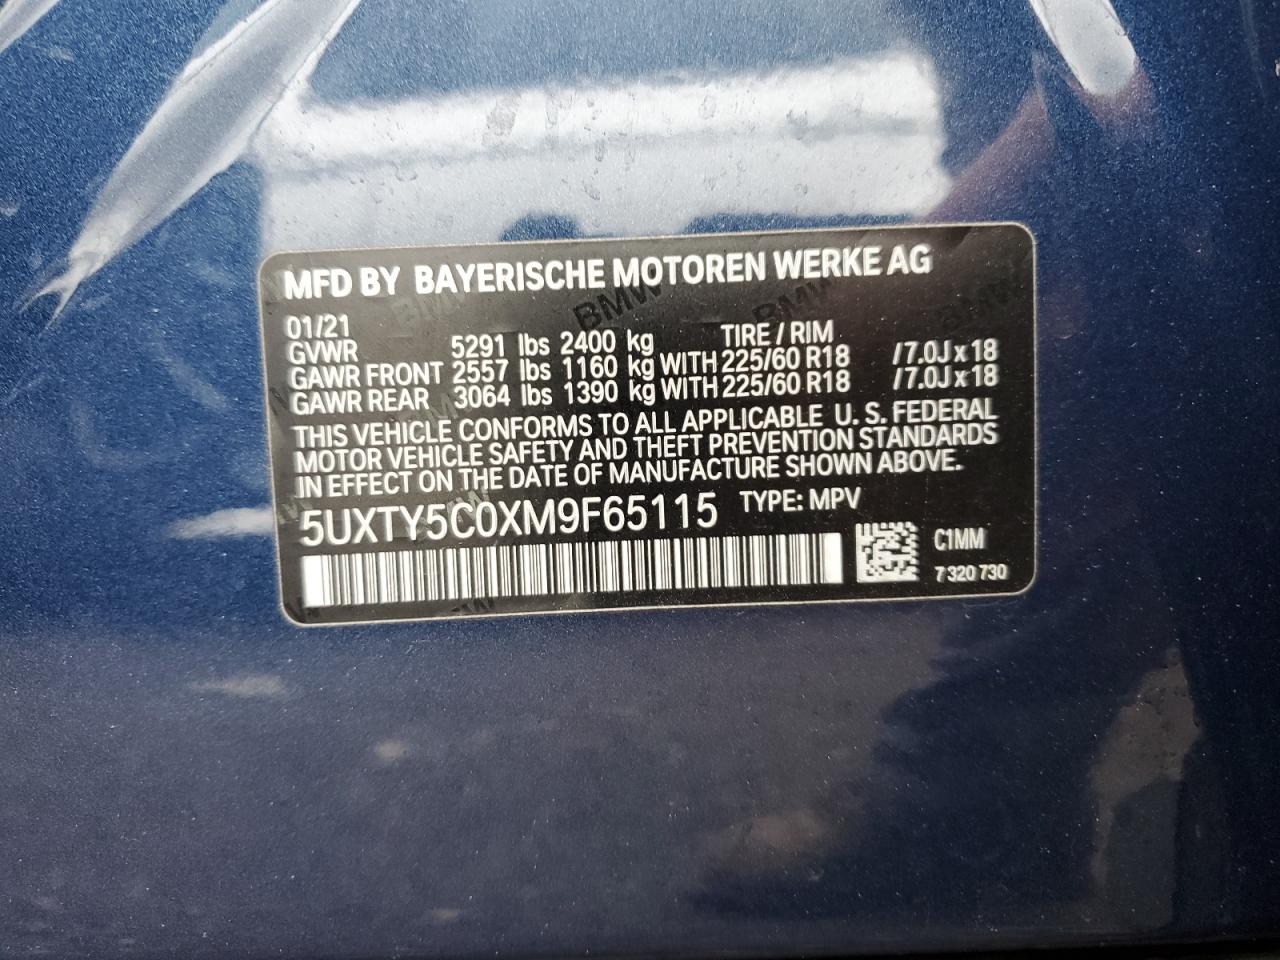 MFD BY BAYERISCHE MOTOREN WERKE AG
01/21 TIRE / RIM
GVWR 5291 lbs 2400 kg
GAWR FRONT 2557 lbs 1160 kg WITH 225/60 R18 /7.0J x 18
GAWR REAR 3064 lbs 1390 kg WITH 225/60 R18 /7.0J x 18
THIS VEHICLE CONFORMS TO ALL APPLICABLE U. S. FEDERAL
MOTOR VEHICLE SAFETY AND THEFT PREVENTION STANDARDS
IN EFFECT ON THE DATE OF MANUFACTURE SHOWN ABOVE.
5UXTY5C0XM9F65115 TYPE: MPV
C1MM
7 320 730
BMW
BMW
BMW